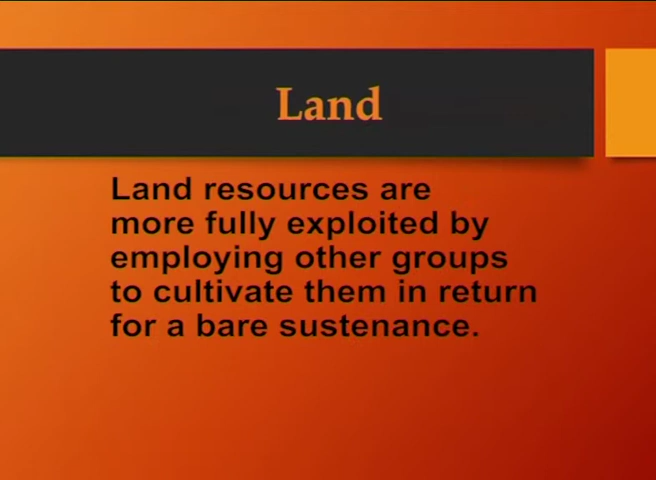 Land
Land resources are
more fully exploited by
employing other groups
to cultivate them in return
for a bare sustenance.